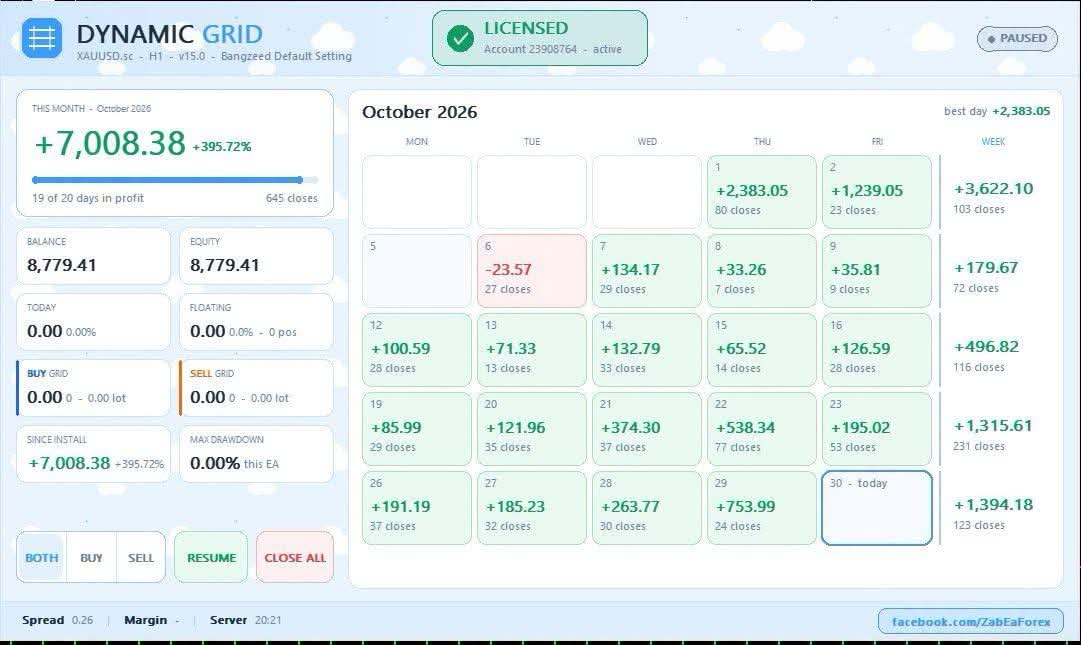 DYNAMIC GRID
XAUUSD.sc - H1 - v15.0 - Bangzeed Default Setting
LICENSED
Account 23908764 - active
PAUSED
THIS MONTH - October 2026
+7,008.38 +395.72%
19 of 20 days in profit 645 closes
BALANCE
8,779.41
EQUITY
8,779.41
TODAY
0.00 0.00%
FLOATING
0.00 0.0% - 0 pos
BUY GRID
0.00 0 - 0.00 lot
SELL GRID
0.00 0 - 0.00 lot
SINCE INSTALL
+7,008.38 +395.72%
MAX DRAWDOWN
0.00% this EA
BOTH BUY SELL RESUME CLOSE ALL
October 2026 best day +2,383.05
MON TUE WED THU FRI WEEK
1 2
+2,383.05 +1,239.05 +3,622.10
80 closes 23 closes 103 closes
5 6 7 8 9
-23.57 +134.17 +33.26 +35.81 +179.67
27 closes 29 closes 7 closes 9 closes 72 closes
12 13 14 15 16
+100.59 +71.33 +132.79 +65.52 +126.59 +496.82
28 closes 13 closes 33 closes 14 closes 28 closes 116 closes
19 20 21 22 23
+85.99 +121.96 +374.30 +538.34 +195.02 +1,315.61
29 closes 35 closes 37 closes 77 closes 53 closes 231 closes
26 27 28 29 30 - today
+191.19 +185.23 +263.77 +753.99 +1,394.18
37 closes 32 closes 30 closes 24 closes 123 closes
Spread 0.26 | Margin - | Server 20:21
facebook.com/ZabEaForex